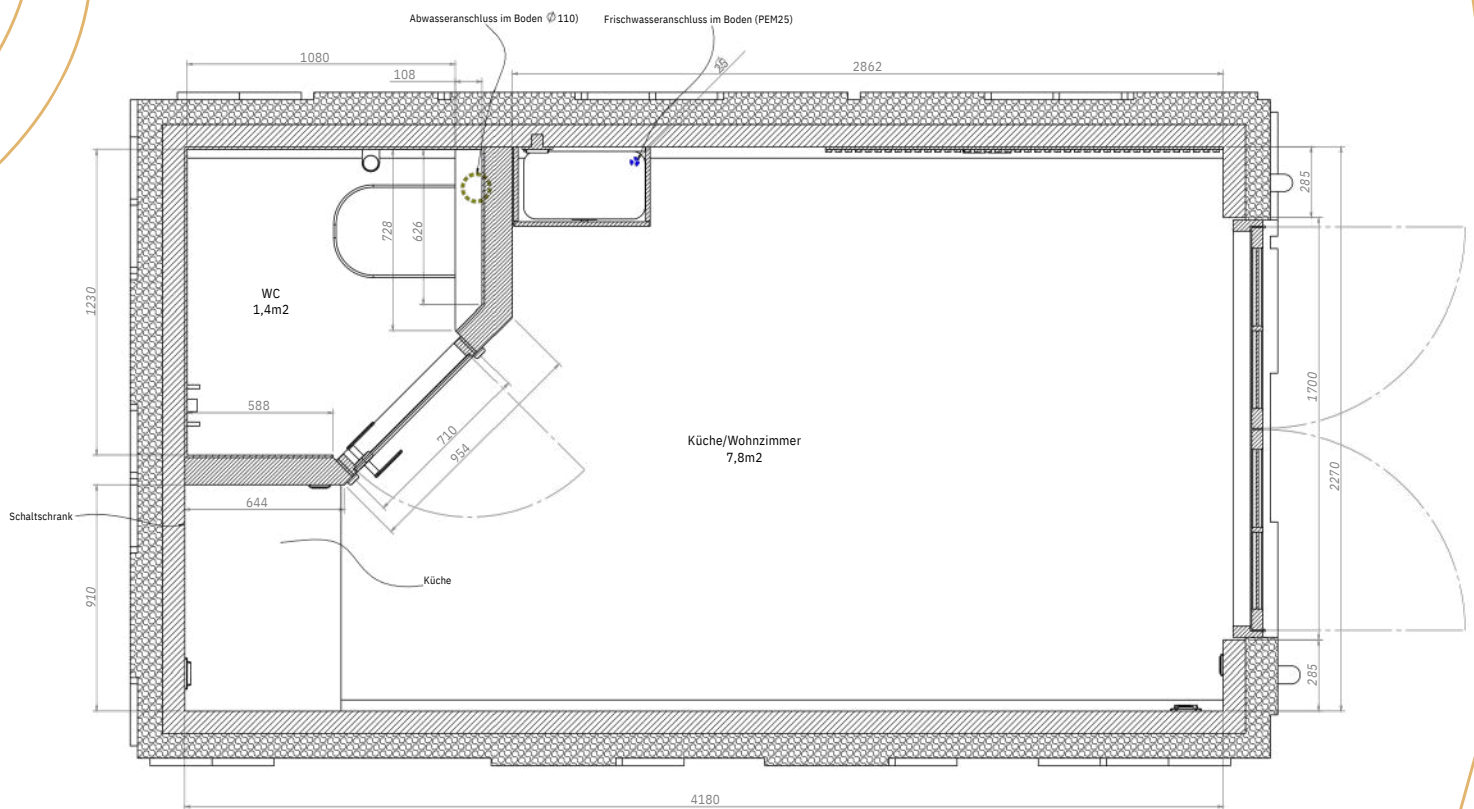 Abwasseranschluss im Boden ∅110)
Frischwasseranschluss im Boden (PEM25)
1080
108
2862
285
728
626
WC
1,4m2
1230
588
710
954
1700
2270
Küche/Wohnzimmer
7,8m2
644
Schaltschrank
Küche
910
285
4180